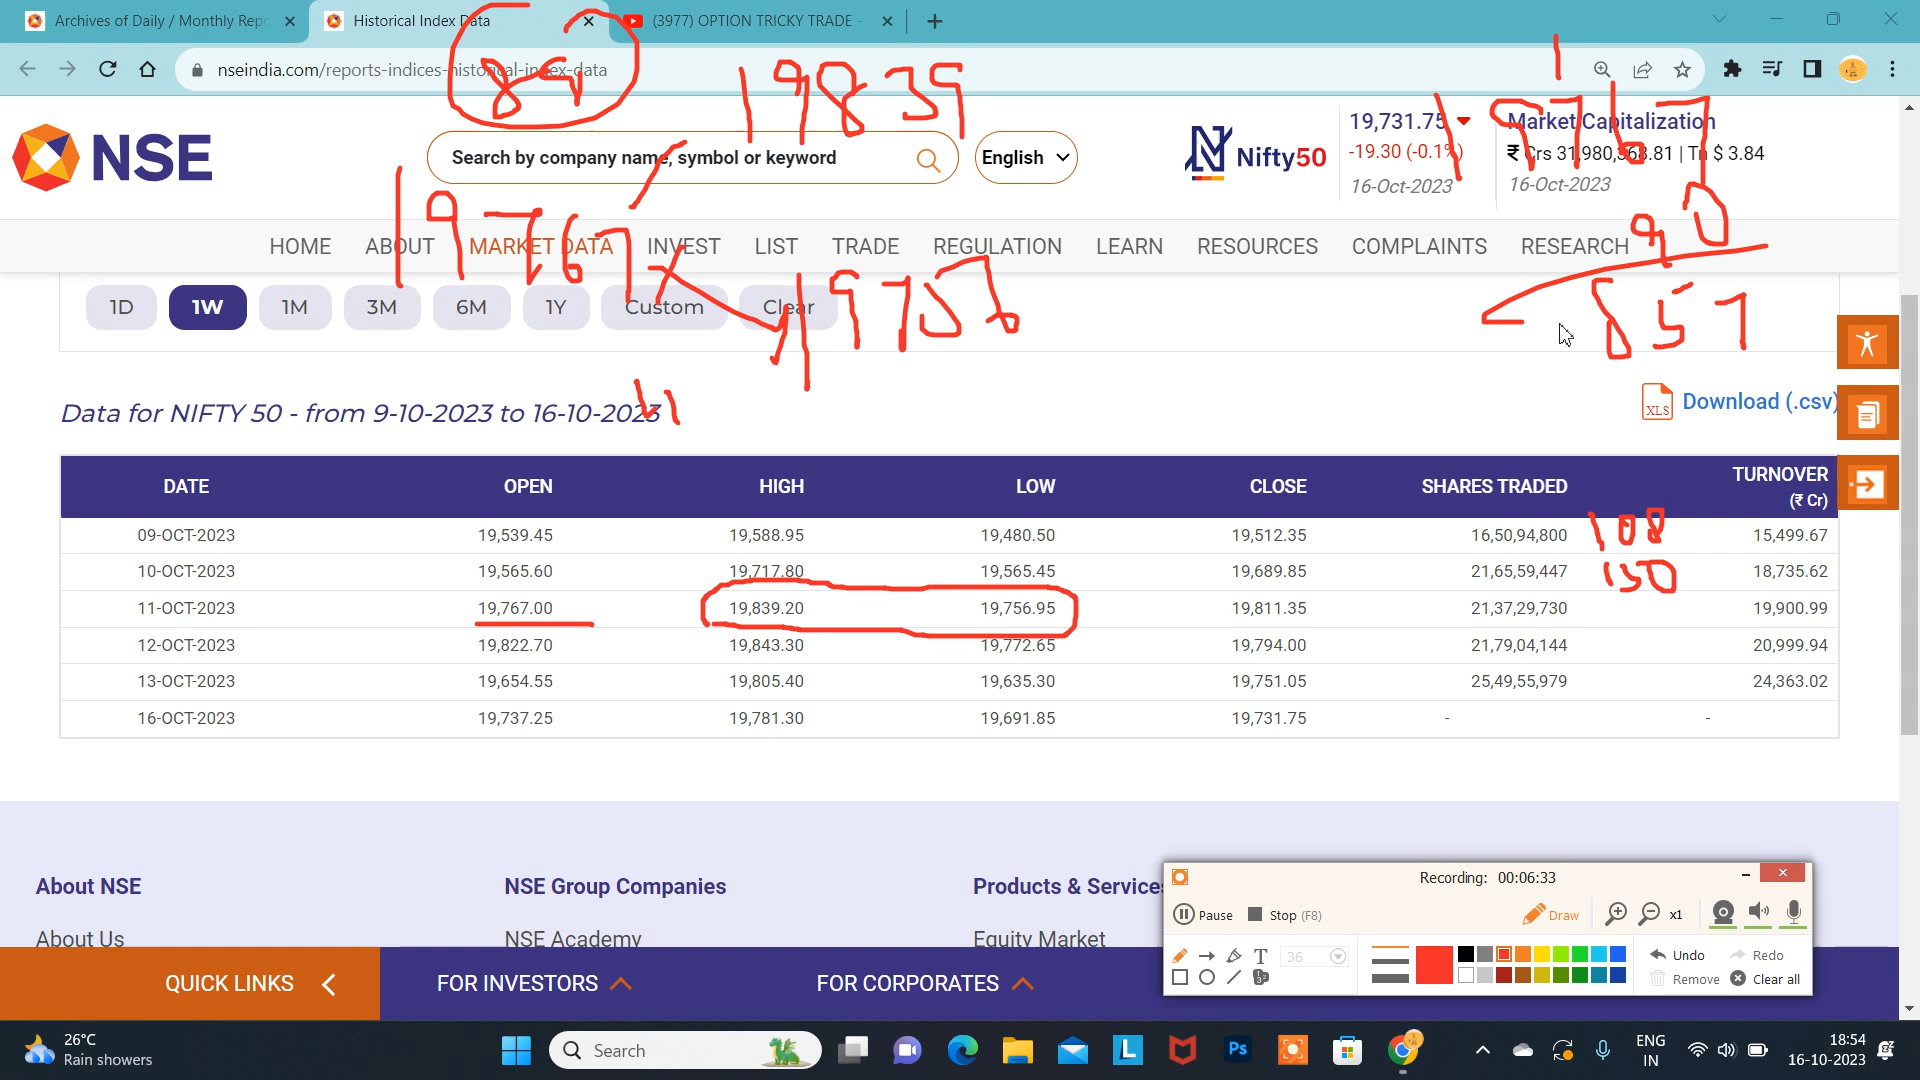 Archives of Daily / Monthly Rep
Historical Index Data
(3977) OPTION TRICKY TRADE -
nseindia.com/reports-indices-historical-index-data
19839
NSE
Search by company name, symbol or keyword
English
Nifty50
19,731.75
-19.30 (-0.1%)
16-Oct-2023
Market Capitalization
₹ Crs 31,980,368.81 | Tn $ 3.84
16-Oct-2023
19767
19767
90
857
19756
HOME ABOUT MARKET DATA INVEST LIST TRADE REGULATION LEARN RESOURCES COMPLAINTS RESEARCH
1D 1W 1M 3M 6M 1Y Custom Clear
Data for NIFTY 50 - from 9-10-2023 to 16-10-2023
XLS Download (.csv)
DATE OPEN HIGH LOW CLOSE SHARES TRADED TURNOVER (₹ Cr)
09-OCT-2023 19,539.45 19,588.95 19,480.50 19,512.35 16,50,94,800 108 15,499.67
10-OCT-2023 19,565.60 19,717.80 19,565.45 19,689.85 21,65,59,447 150 18,735.62
11-OCT-2023 19,767.00 19,839.20 19,756.95 19,811.35 21,37,29,730 19,900.99
12-OCT-2023 19,822.70 19,843.30 19,772.65 19,794.00 21,79,04,144 20,999.94
13-OCT-2023 19,654.55 19,805.40 19,635.30 19,751.05 25,49,55,979 24,363.02
16-OCT-2023 19,737.25 19,781.30 19,691.85 19,731.75 - -
About NSE
NSE Group Companies
Products & Services
About Us
NSE Academy
Equity Market
Recording: 00:06:33
Pause Stop (F8) Draw x1
T 36 Undo Redo
Remove Clear all
QUICK LINKS FOR INVESTORS FOR CORPORATES
26°C
Rain showers
Search
L
Ps
ENG
IN
18:54
16-10-2023